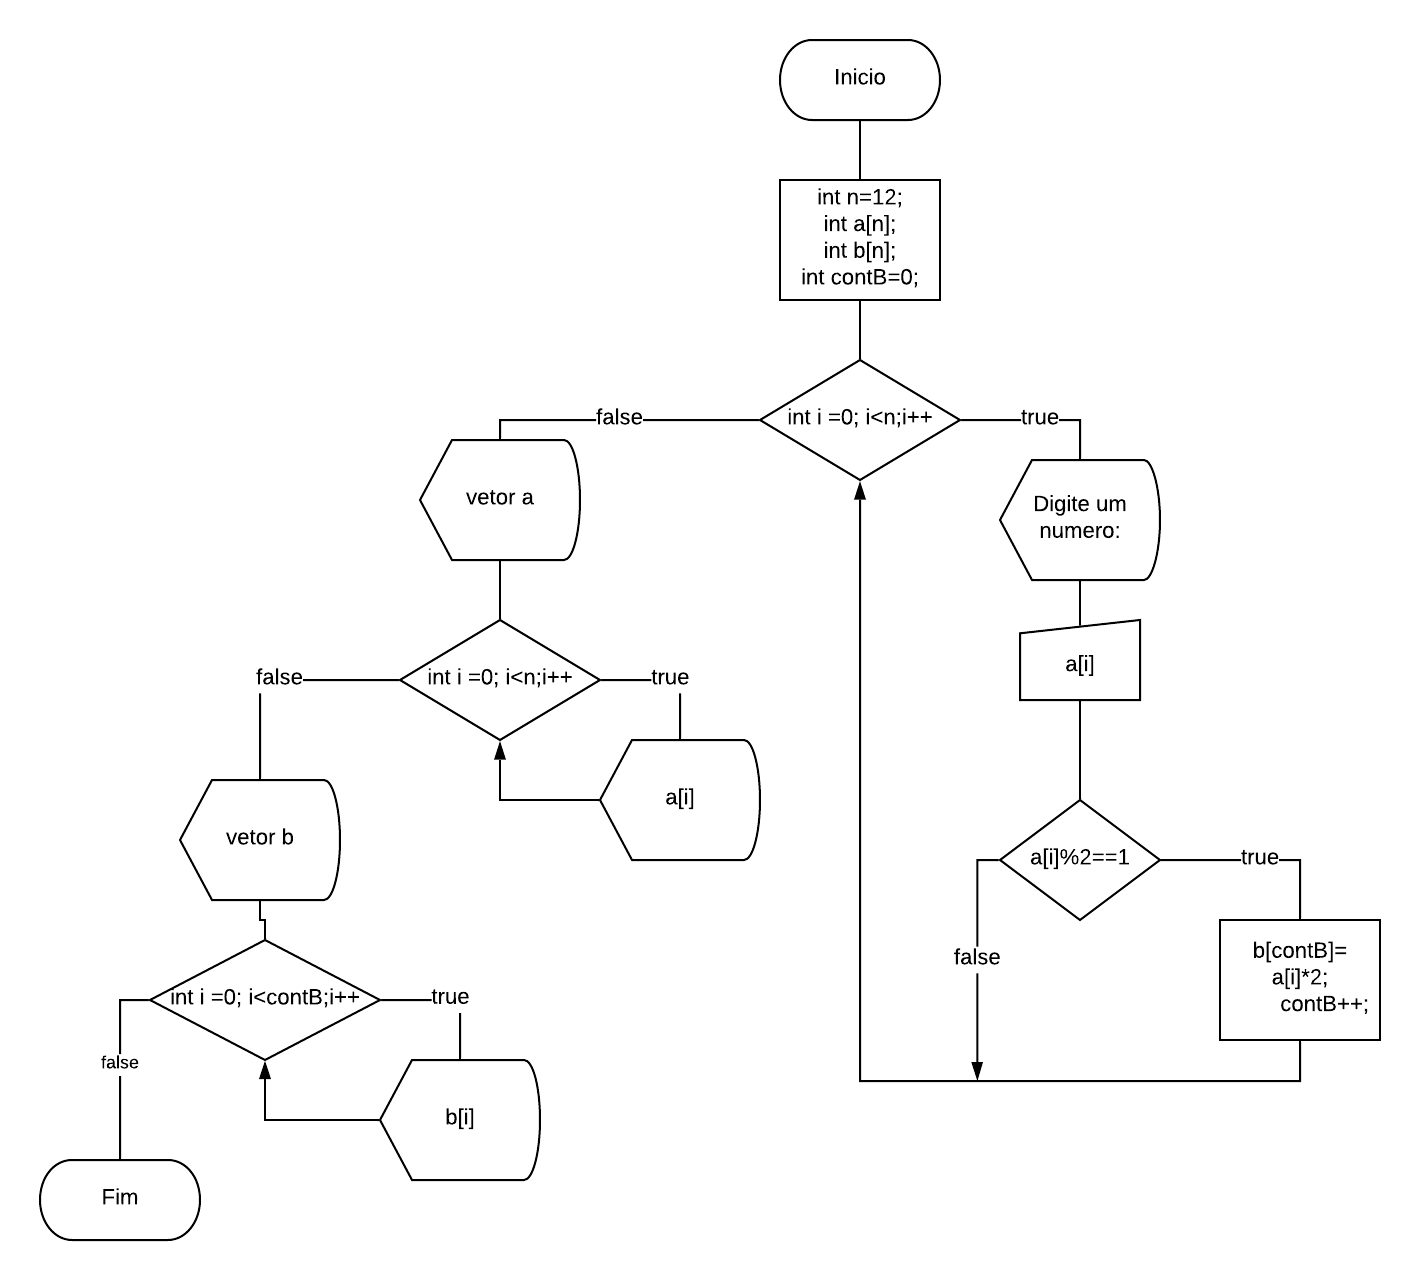 Inicio
int n=12;
int a[n];
int b[n];
int contB=0;
int i =0; i<n;i++
false
true
vetor a
Digite um
numero:
a[i]
int i =0; i<n;i++
false
true
a[i]
vetor b
a[i]%2==1
true
false
b[contB]=
a[i]*2;
contB++;
int i =0; i<contB;i++
true
false
b[i]
Fim